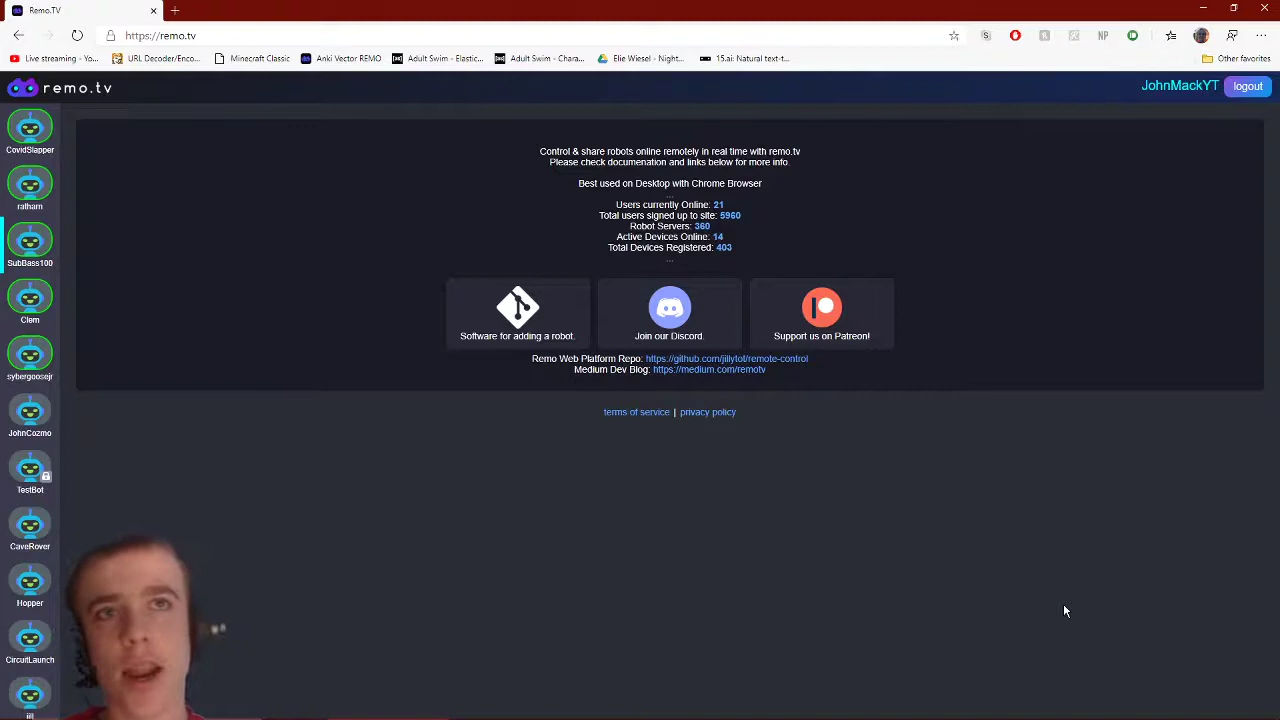 Remo.TV
https://remo.tv
NP
Live streaming - Yo...
URL Decoder/Enco...
Minecraft Classic
Anki Vector REMO
Adult Swim - Elastic...
Adult Swim - Chara...
Elie Wiesel - Night...
15.ai: Natural text-t...
Other favorites
remo.tv
JohnMackYT
logout
CovidSlapper
ratham
SubBass100
Clem
sybergoosejr
JohnCozmo
TestBot
CaveRover
Hopper
CircuitLaunch
jill
Control & share robots online remotely in real time with remo.tv
Please check documenation and links below for more info.
Best used on Desktop with Chrome Browser
...
Users currently Online: 21
Total users signed up to site: 5960
Robot Servers: 360
Active Devices Online: 14
Total Devices Registered: 403
...
Software for adding a robot.
Join our Discord.
Support us on Patreon!
Remo Web Platform Repo: https://github.com/jillytot/remote-control
Medium Dev Blog: https://medium.com/remotv
terms of service | privacy policy